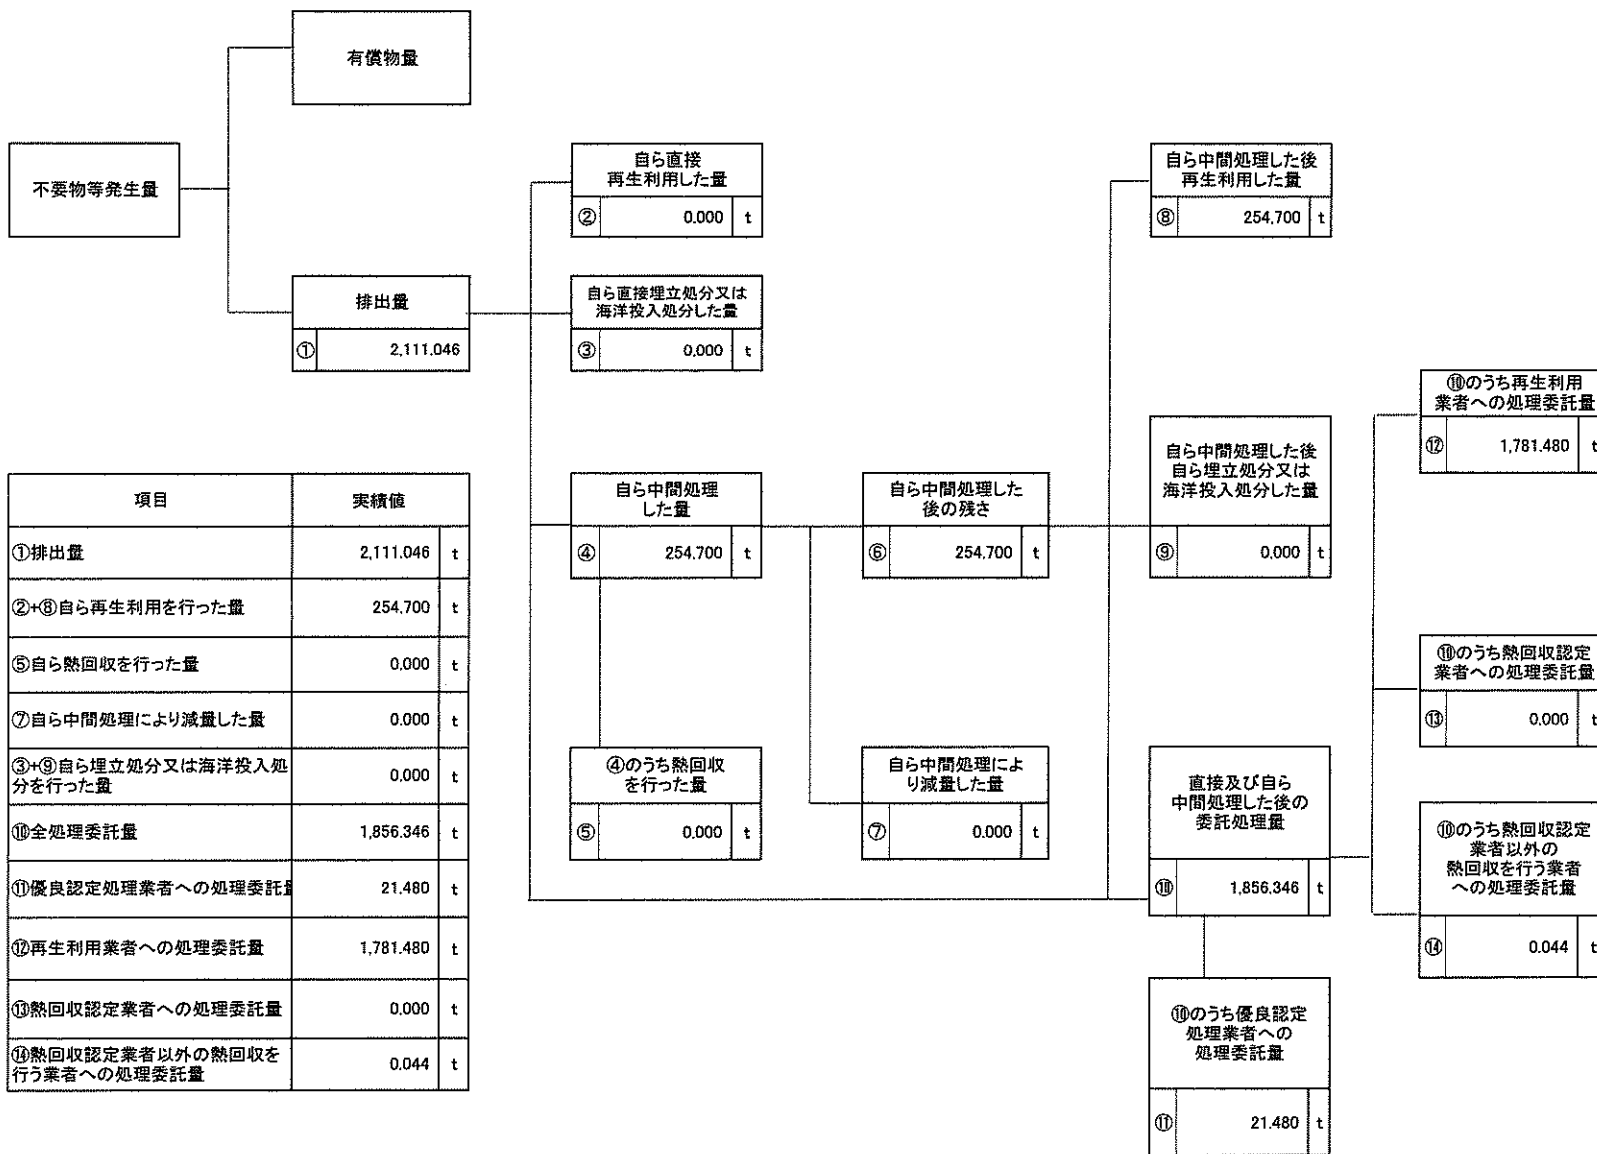 有償物量
不要物等発生量
排出量
① 2,111.046
自ら直接
再生利用した量
② 0.000 t
自ら直接埋立処分又は
海洋投入処分した量
③ 0.000 t
自ら中間処理
した量
④ 254.700 t
④のうち熱回収
を行った量
⑤ 0.000 t
自ら中間処理した
後の残さ
⑥ 254.700 t
自ら中間処理によ
り減量した量
⑦ 0.000 t
自ら中間処理した後
再生利用した量
⑧ 254.700 t
自ら中間処理した後
自ら埋立処分又は
海洋投入処分した量
⑨ 0.000 t
直接及び自ら
中間処理した後の
委託処理量
⑩ 1,856.346 t
⑩のうち優良認定
処理業者への
処理委託量
⑪ 21.480 t
⑩のうち再生利用
業者への処理委託量
⑫ 1,781.480 t
⑩のうち熱回収認定
業者への処理委託量
⑬ 0.000 t
⑩のうち熱回収認定
業者以外の
熱回収を行う業者
への処理委託量
⑭ 0.044 t
項目 実績値
①排出量 2,111.046 t
②+⑧自ら再生利用を行った量 254.700 t
⑤自ら熱回収を行った量 0.000 t
⑦自ら中間処理により減量した量 0.000 t
③+⑨自ら埋立処分又は海洋投入処
分を行った量 0.000 t
⑩全処理委託量 1,856.346 t
⑪優良認定処理業者への処理委託量 21.480 t
⑫再生利用業者への処理委託量 1,781.480 t
⑬熱回収認定業者への処理委託量 0.000 t
⑭熱回収認定業者以外の熱回収を
行う業者への処理委託量 0.044 t